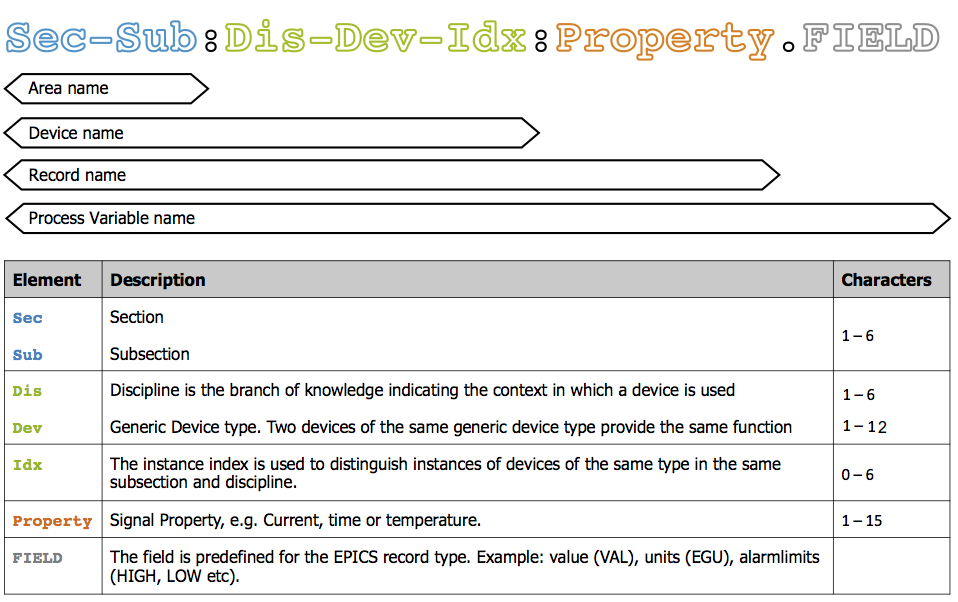 Sec-Sub:Dis-Dev-Idx:Property.FIELD
Area name
Device name
Record name
Process Variable name
Element Description Characters
Sec Section
1 – 6
Sub Subsection
Dis Discipline is the branch of knowledge indicating the context in which a device is used 1 – 6
Dev Generic Device type. Two devices of the same generic device type provide the same function 1 – 12
Idx The instance index is used to distinguish instances of devices of the same type in the same
subsection and discipline.
0 – 6
Property Signal Property, e.g. Current, time or temperature. 1 – 15
FIELD The field is predefined for the EPICS record type. Example: value (VAL), units (EGU), alarmlimits
(HIGH, LOW etc).